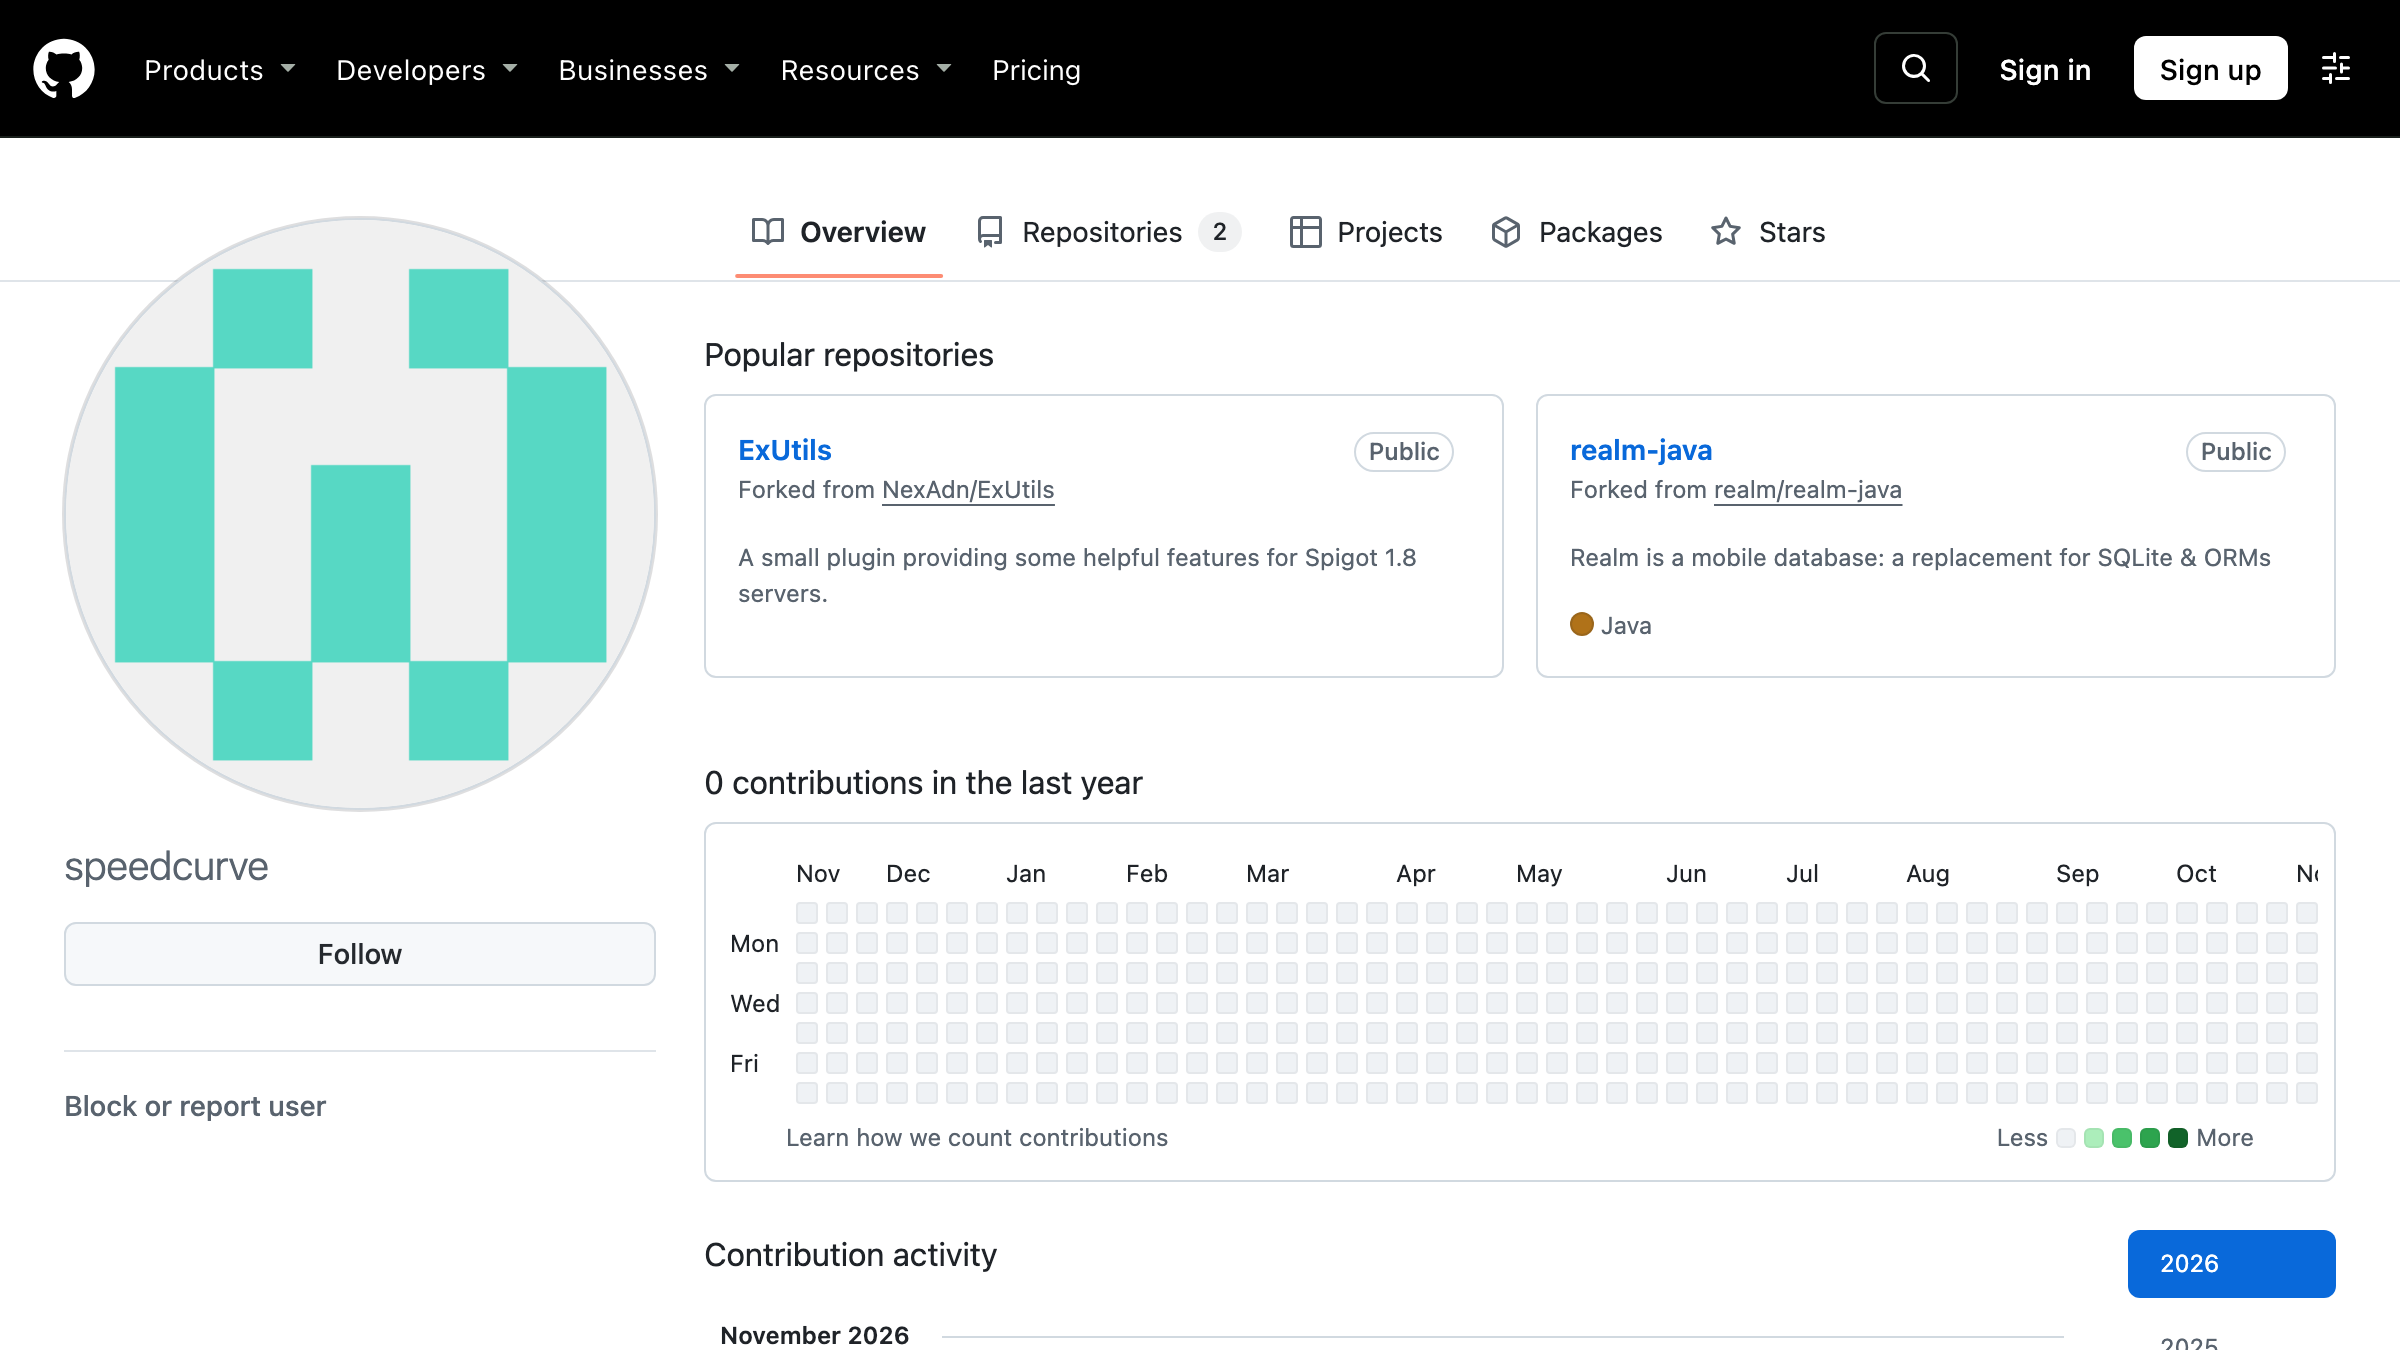 Products
Developers
Businesses
Resources
Pricing
Sign in
Sign up
Overview
Repositories 2
Projects
Packages
Stars
speedcurve
Follow
Block or report user
Popular repositories
ExUtils
Public
Forked from NexAdn/ExUtils
A small plugin providing some helpful features for Spigot 1.8
servers.
realm-java
Public
Forked from realm/realm-java
Realm is a mobile database: a replacement for SQLite & ORMs
Java
0 contributions in the last year
Nov Dec Jan Feb Mar Apr May Jun Jul Aug Sep Oct
Mon
Wed
Fri
Learn how we count contributions
Less More
Contribution activity
2026
November 2026
2025